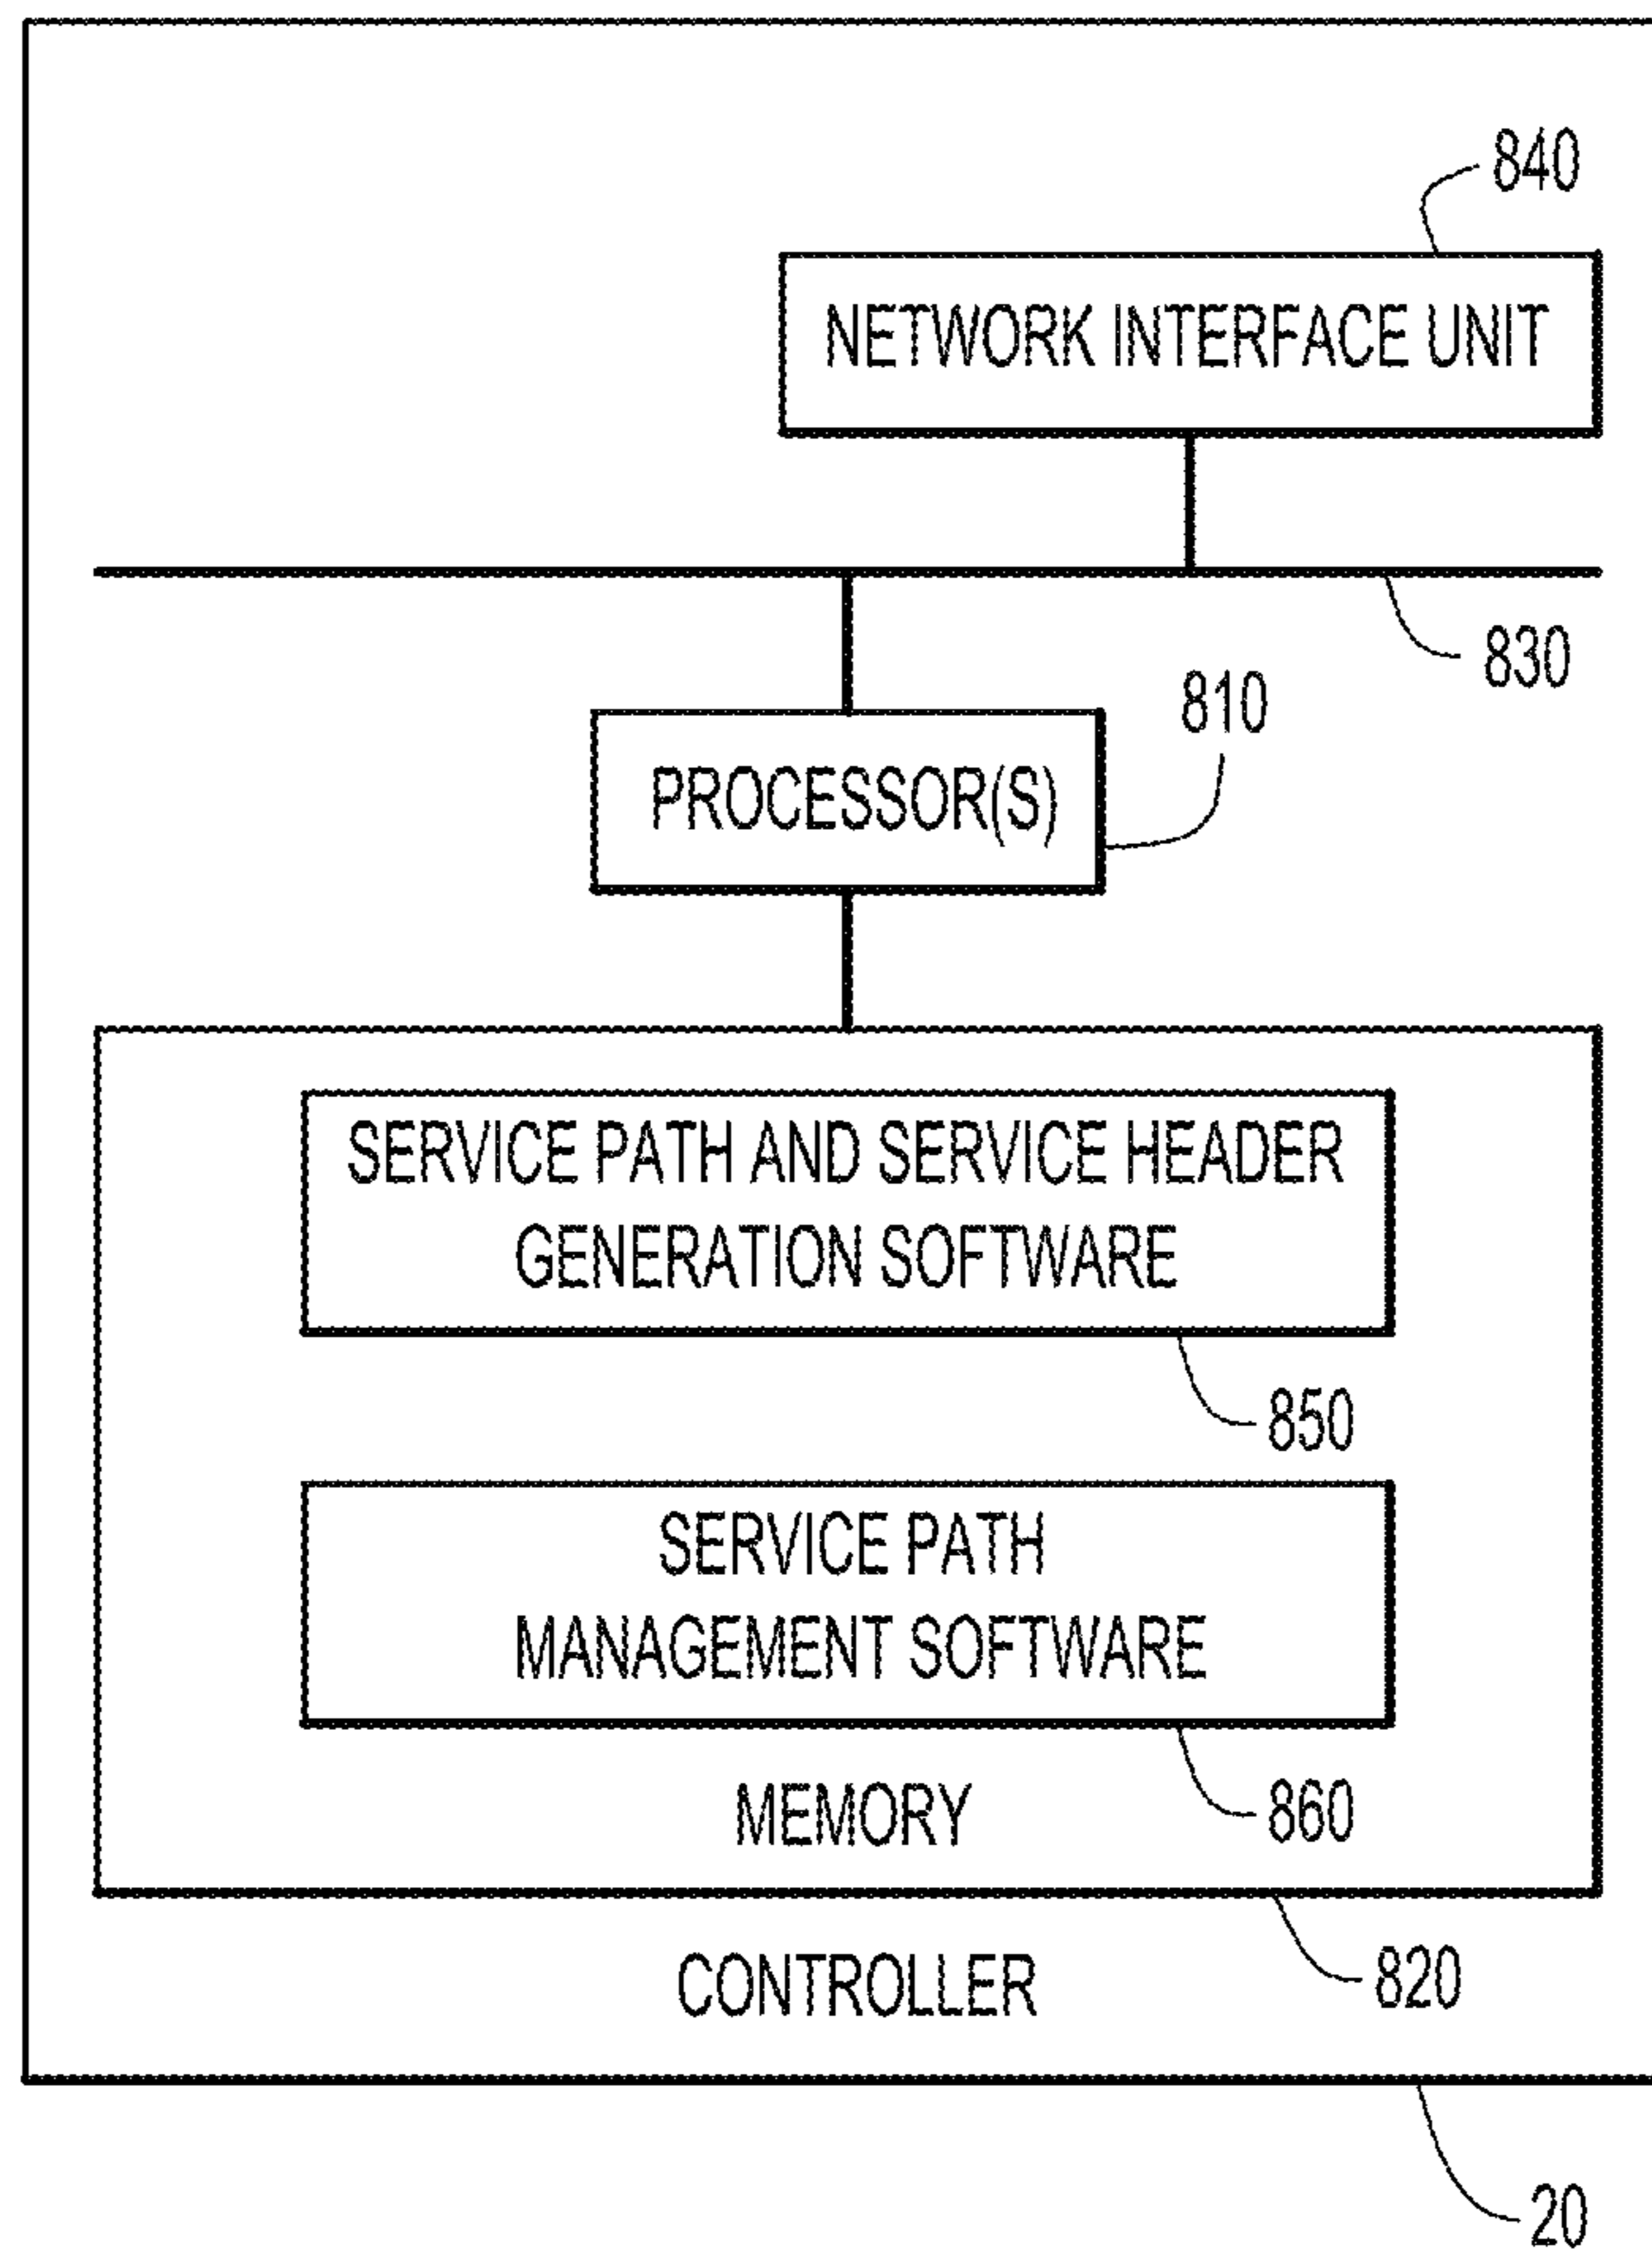 840
NETWORK INTERFACE UNIT
830
810
PROCESSOR(S)
SERVICE PATH AND SERVICE HEADER
GENERATION SOFTWARE
850
SERVICE PATH
MANAGEMENT SOFTWARE
860
MEMORY
820
CONTROLLER
20